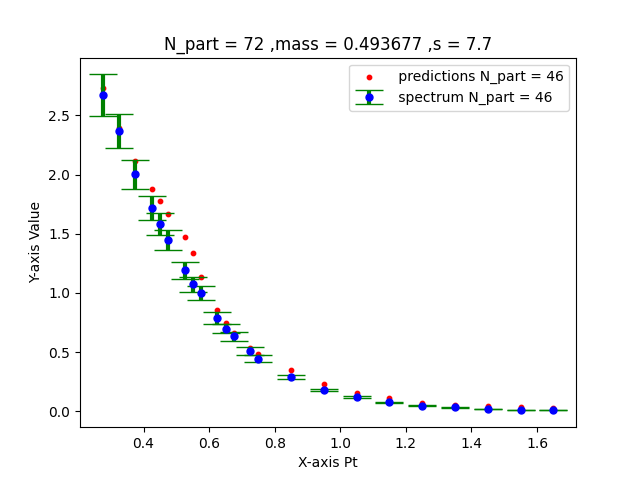 N_part = 72 ,mass = 0.493677 ,s = 7.7
predictions N_part = 46
spectrum N_part = 46
Y-axis Value
2.5
2.0
1.5
1.0
0.5
0.0
0.4 0.6 0.8 1.0 1.2 1.4 1.6
X-axis Pt